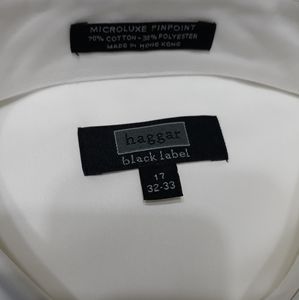 MICROLUXE PINPOINT
70% COTTON - 30% POLYESTER
MADE IN HONG KONG
haggar
black label
17
32-33